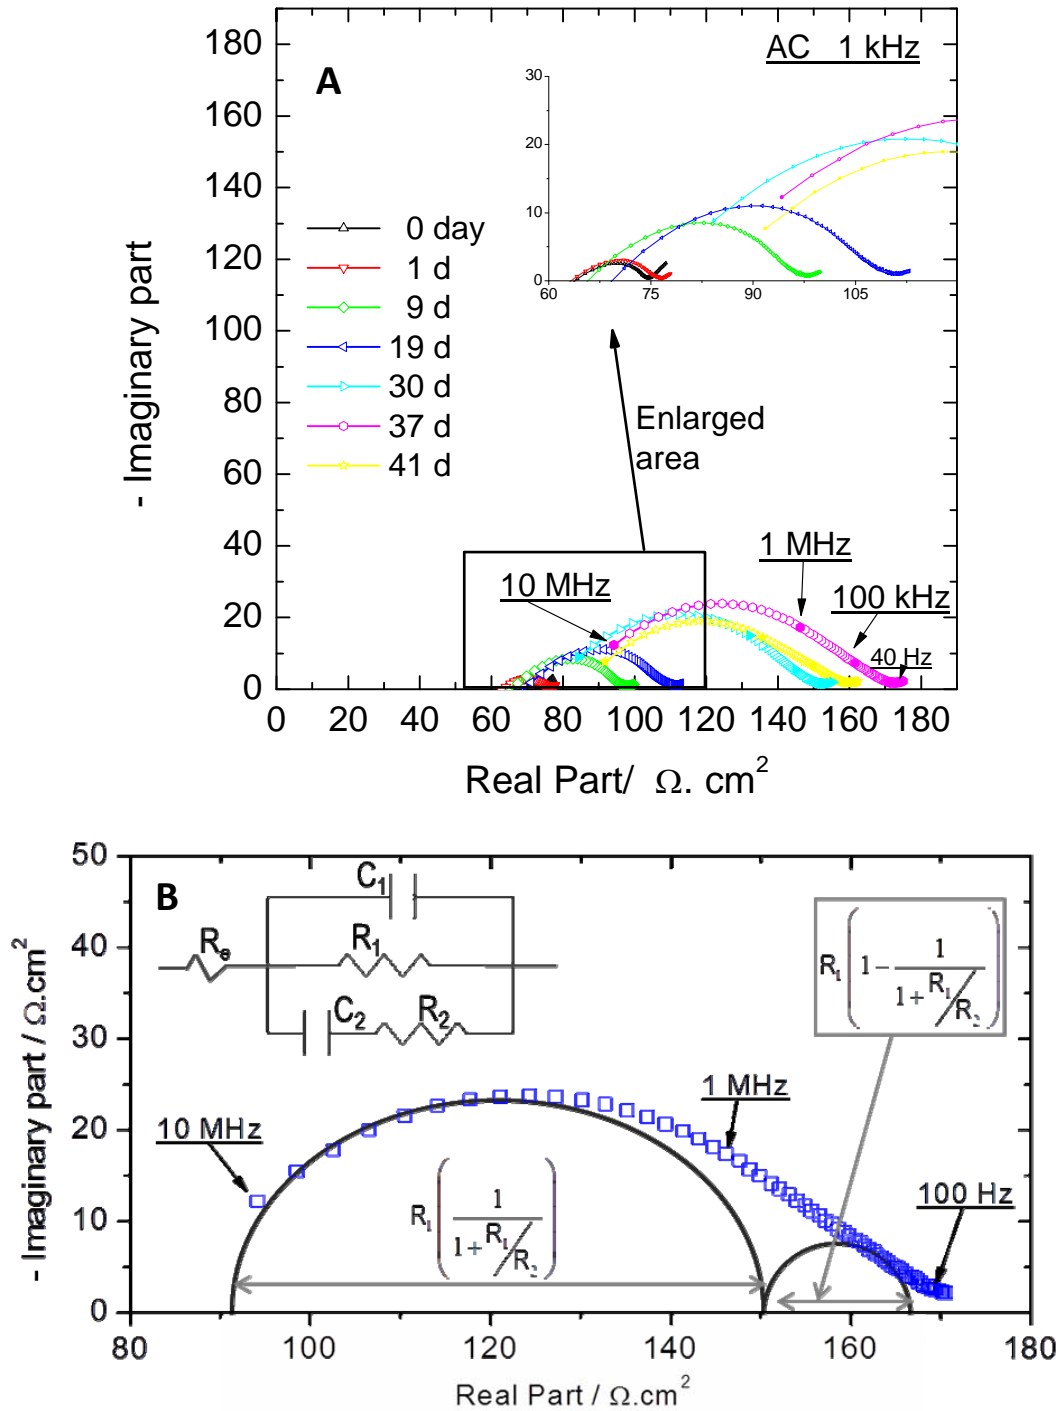 A
AC 1 kHz
- Imaginary part
180
160
140
120
100
80
60
40
20
0
30
20
10
0
60 75 90 105
0 day
1 d
9 d
19 d
30 d
37 d
41 d
Enlarged
area
10 MHz
1 MHz
100 kHz
40 Hz
0 20 40 60 80 100 120 140 160 180
Real Part/ Ω. cm²
B
- Imaginary part / Ω.cm²
50
40
30
20
10
0
Re
C1
R1
C2
R2
R1 ( 1 - 1 / (1 + R1/R2) )
10 MHz
1 MHz
100 Hz
R1 ( 1 / (1 + R1/R2) )
80 100 120 140 160 180
Real Part / Ω.cm²